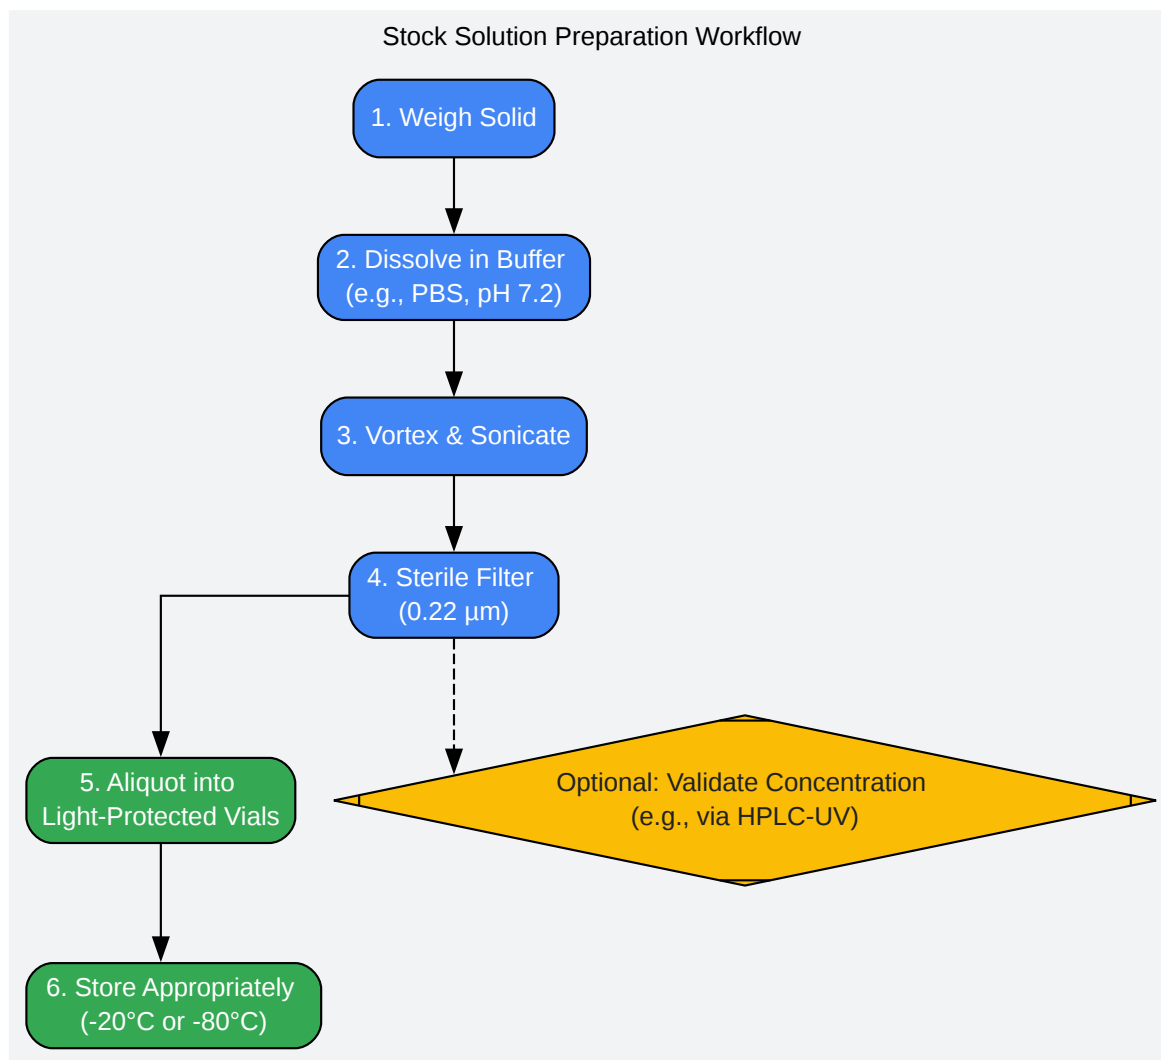 Stock Solution Preparation Workflow
1. Weigh Solid
2. Dissolve in Buffer
(e.g., PBS, pH 7.2)
3. Vortex & Sonicate
4. Sterile Filter
(0.22 µm)
5. Aliquot into
Light-Protected Vials
Optional: Validate Concentration
(e.g., via HPLC-UV)
6. Store Appropriately
(-20°C or -80°C)